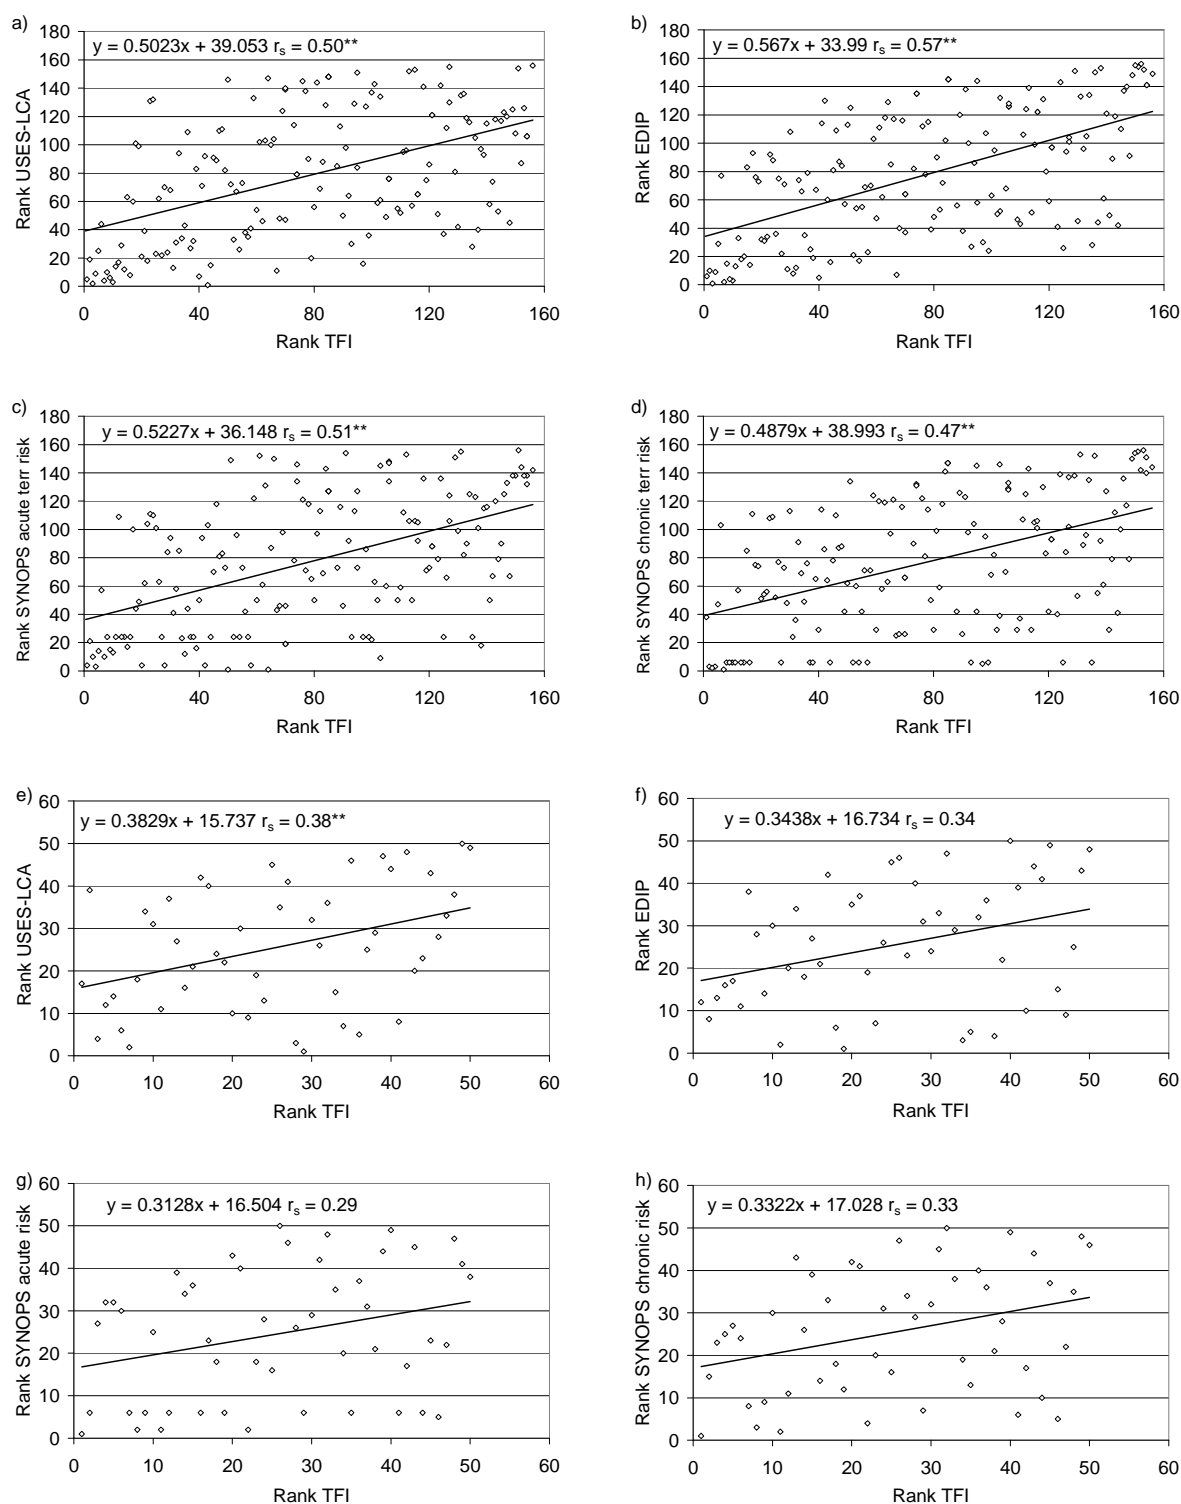 a)
y = 0.5023x + 39.053 rs = 0.50**
Rank USES-LCA
180
160
140
120
100
80
60
40
20
0
0 40 80 120 160
Rank TFI
b)
y = 0.567x + 33.99 rs = 0.57**
Rank EDIP
180
160
140
120
100
80
60
40
20
0
0 40 80 120 160
Rank TFI
c)
y = 0.5227x + 36.148 rs = 0.51**
Rank SYNOPS acute terr risk
180
160
140
120
100
80
60
40
20
0
0 40 80 120 160
Rank TFI
d)
y = 0.4879x + 38.993 rs = 0.47**
Rank SYNOPS chronic terr risk
180
160
140
120
100
80
60
40
20
0
0 40 80 120 160
Rank TFI
e)
y = 0.3829x + 15.737 rs = 0.38**
Rank USES-LCA
60
50
40
30
20
10
0
0 10 20 30 40 50 60
Rank TFI
f)
y = 0.3438x + 16.734 rs = 0.34
Rank EDIP
60
50
40
30
20
10
0
0 10 20 30 40 50 60
Rank TFI
g)
y = 0.3128x + 16.504 rs = 0.29
Rank SYNOPS acute risk
60
50
40
30
20
10
0
0 10 20 30 40 50 60
Rank TFI
h)
y = 0.3322x + 17.028 rs = 0.33
Rank SYNOPS chronic risk
60
50
40
30
20
10
0
0 10 20 30 40 50 60
Rank TFI